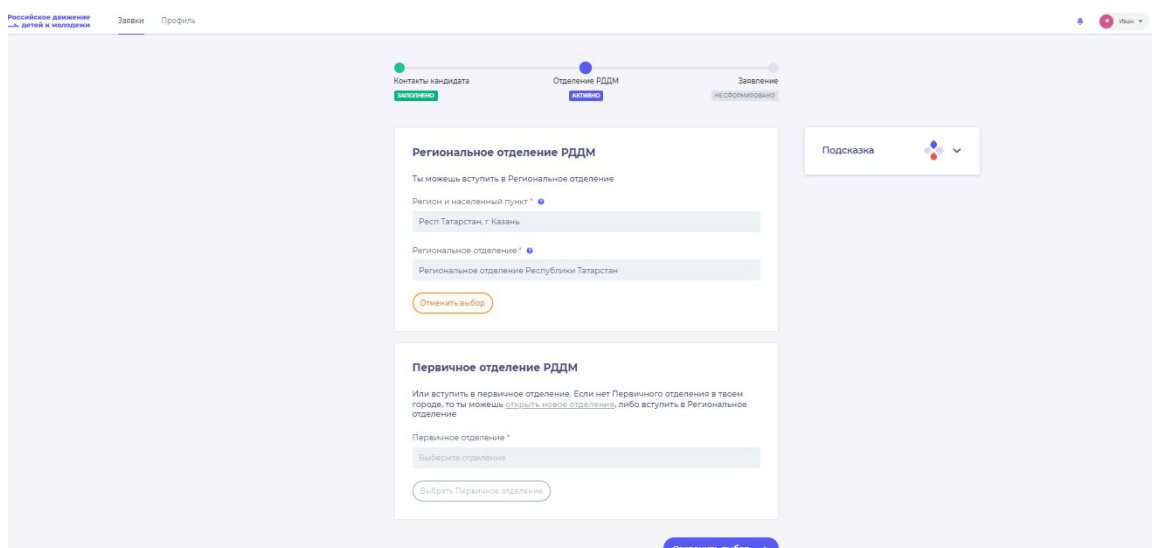 Российское движение
детей и молодежи
Заявки
Профиль
Иван
Контакты кандидата
Отделение РДДМ
Заявление
ЗАПОЛНЕНО
АКТИВНО
НЕ СФОРМИРОВАНО
Региональное отделение РДДМ
Ты можешь вступить в Региональное отделение
Регион и населенный пункт *
Респ Татарстан, г Казань
Региональное отделение *
Региональное отделение Республики Татарстан
Отменить выбор
Подсказка
Первичное отделение РДДМ
Или вступить в первичное отделение. Если нет Первичного отделения в твоем
городе, то ты можешь открыть новое отделение, либо вступить в Региональное
отделение
Первичное отделение *
Выберите отделение
Выбрать Первичное отделение